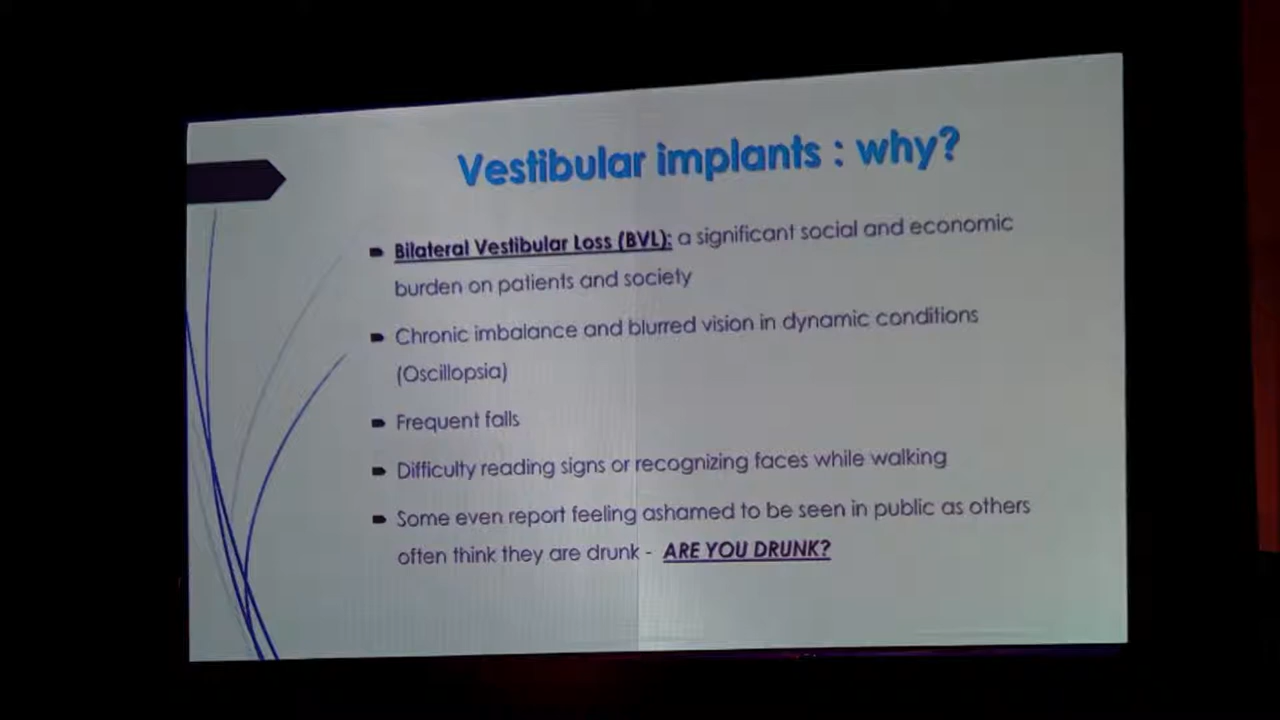 Vestibular implants : why?
Bilateral Vestibular Loss (BVL): a significant social and economic
burden on patients and society
Chronic imbalance and blurred vision in dynamic conditions
(Oscillopsia)
Frequent falls
Difficulty reading signs or recognizing faces while walking
Some even report feeling ashamed to be seen in public as others
often think they are drunk - ARE YOU DRUNK?